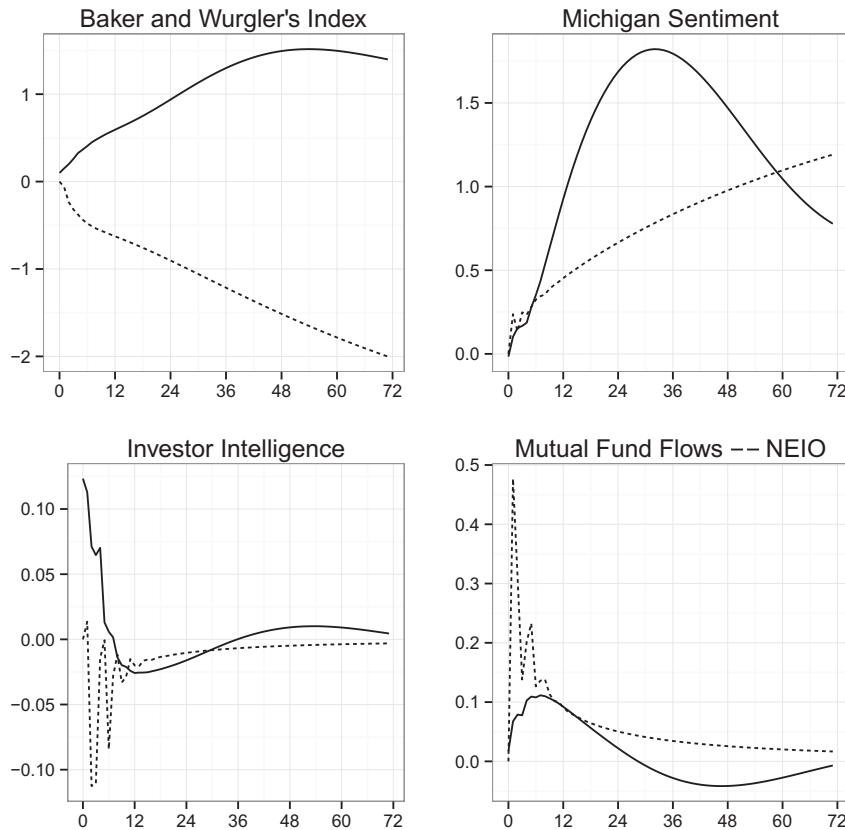 Baker and Wurgler's Index
1
0
−1
−2
0 12 24 36 48 60 72
Michigan Sentiment
1.5
1.0
0.5
0.0
0 12 24 36 48 60 72
Investor Intelligence
0.10
0.05
0.00
−0.05
−0.10
0 12 24 36 48 60 72
Mutual Fund Flows −− NEIO
0.5
0.4
0.3
0.2
0.1
0.0
0 12 24 36 48 60 72